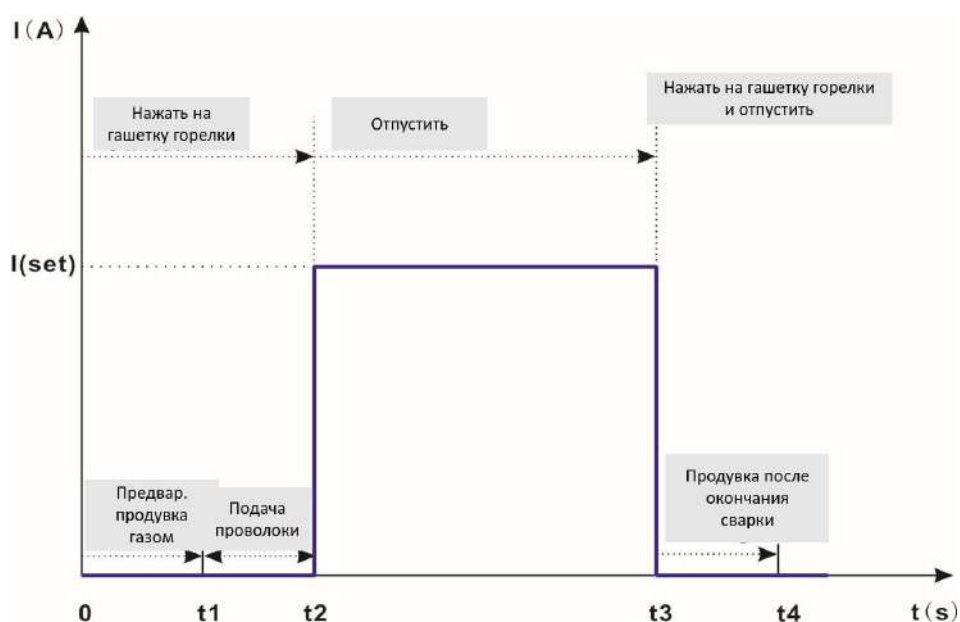 I(A)
Нажать на
гашетку горелки
Отпустить
Нажать на гашетку горелки
и отпустить
I(set)
Предвар.
продувка
газом
Подача
проволоки
Продувка после
окончания
сварки
0
t1
t2
t3
t4
t(s)